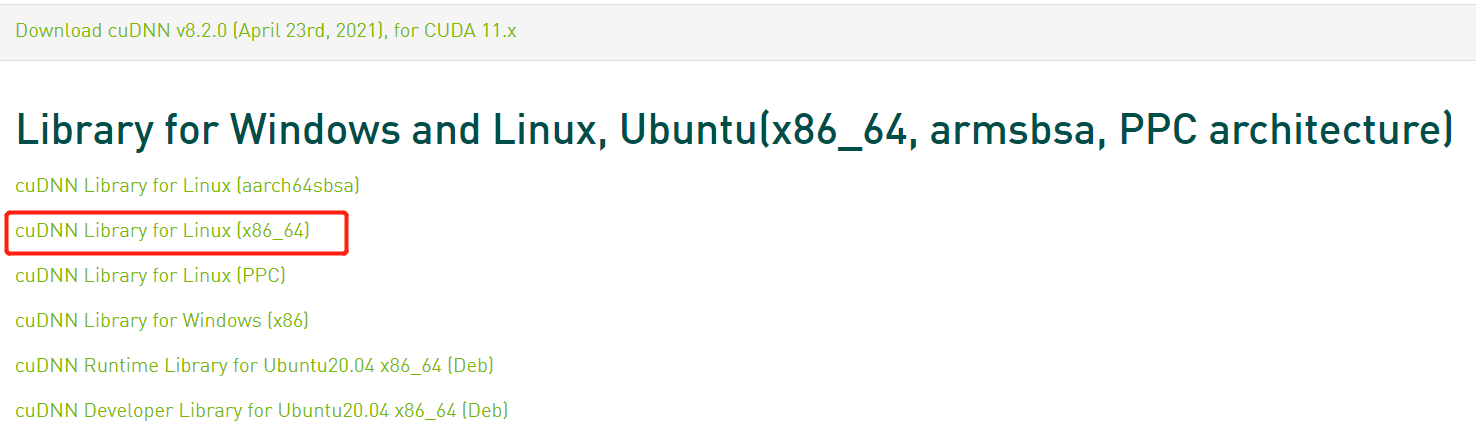 Download cuDNN v8.2.0 (April 23rd, 2021), for CUDA 11.x
Library for Windows and Linux, Ubuntu(x86_64, armsbsa, PPC architecture)
cuDNN Library for Linux (aarch64sbsa)
cuDNN Library for Linux (x86_64)
cuDNN Library for Linux (PPC)
cuDNN Library for Windows (x86)
cuDNN Runtime Library for Ubuntu20.04 x86_64 (Deb)
cuDNN Developer Library for Ubuntu20.04 x86_64 (Deb)